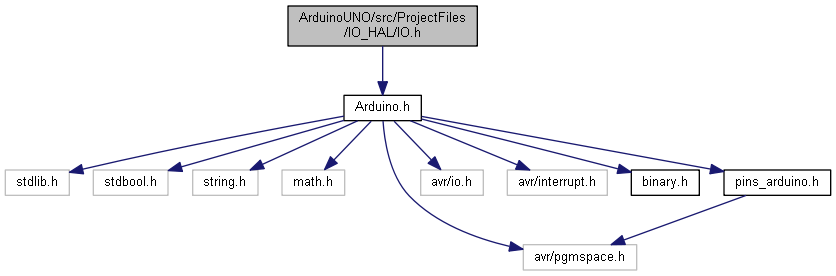 ArduinoUNO/src/ProjectFiles
/IO_HAL/IO.h
Arduino.h
stdlib.h
stdbool.h
string.h
math.h
avr/io.h
avr/interrupt.h
binary.h
pins_arduino.h
avr/pgmspace.h